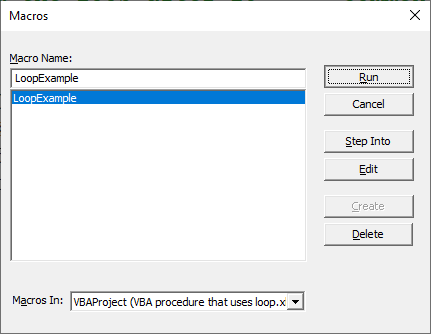 Macros
Macro Name:
LoopExample
LoopExample
Run
Cancel
Step Into
Edit
Create
Delete
Macros In:
VBAProject (VBA procedure that uses loop.x